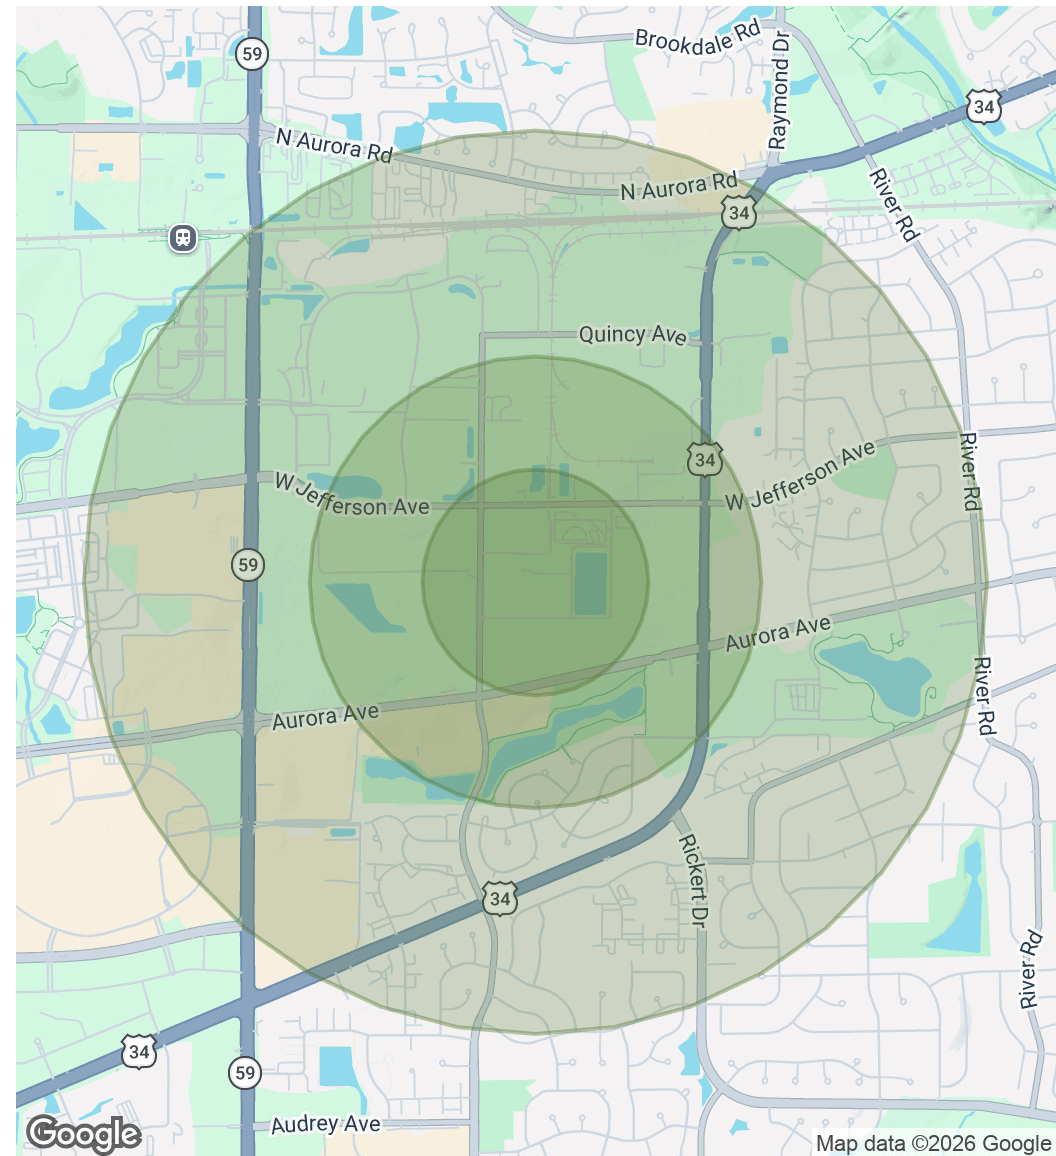 Brookdale Rd
Raymond Dr
59
34
N Aurora Rd
N Aurora Rd
River Rd
34
Quincy Ave
34
W Jefferson Ave
W Jefferson Ave
River Rd
59
Aurora Ave
Aurora Ave
River Rd
Rickert Dr
34
River Rd
34
59
Audrey Ave
Google
Map data ©2026 Google